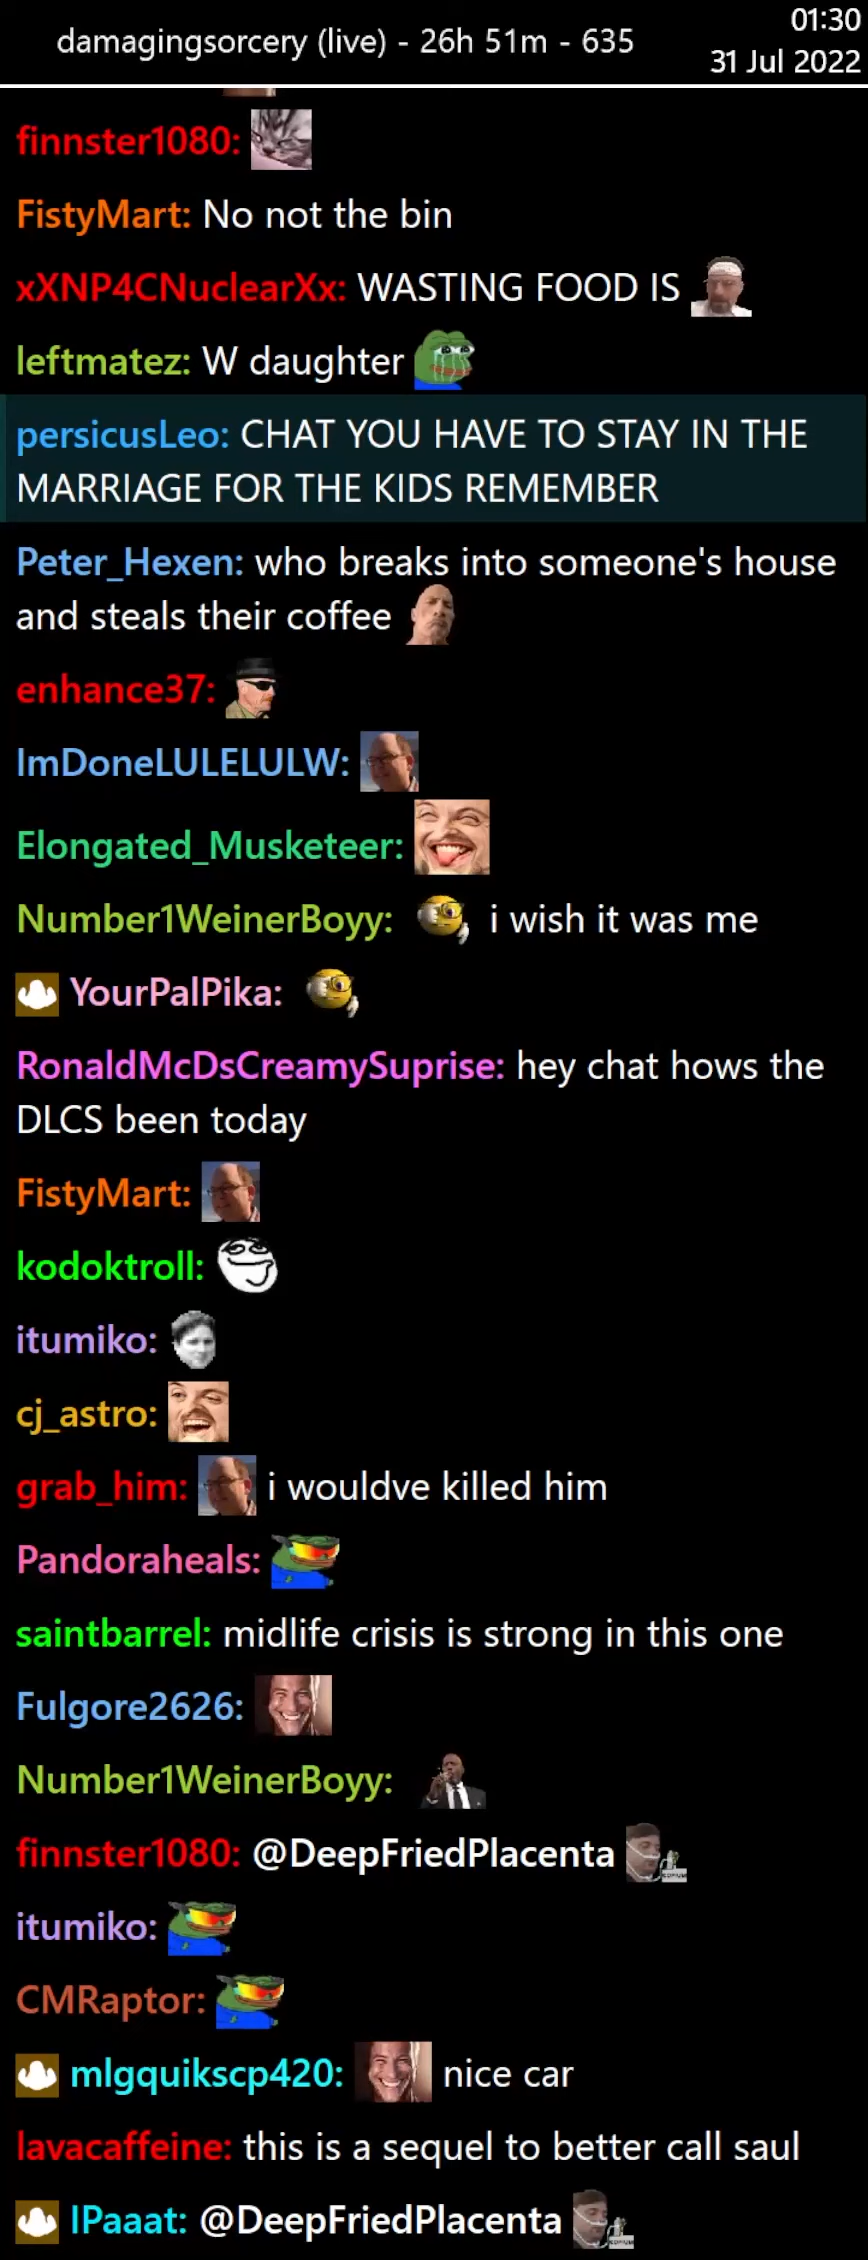 damagingsorcery (live) - 26h 51m - 635
01:30
31 Jul 2022
finnster1080:
FistyMart: No not the bin
xXNP4CNuclearXx: WASTING FOOD IS
leftmatez: W daughter
persicusLeo: CHAT YOU HAVE TO STAY IN THE
MARRIAGE FOR THE KIDS REMEMBER
Peter_Hexen: who breaks into someone's house
and steals their coffee
enhance37:
ImDoneLULELULW:
Elongated_Musketeer:
Number1WeinerBoyy: i wish it was me
YourPalPika:
RonaldMcDsCreamySuprise: hey chat hows the
DLCS been today
FistyMart:
kodoktroll:
itumiko:
cj_astro:
grab_him: i wouldve killed him
Pandoraheals:
saintbarrel: midlife crisis is strong in this one
Fulgore2626:
Number1WeinerBoyy:
finnster1080: @DeepFriedPlacenta
itumiko:
CMRaptor:
mlgquikscp420: nice car
lavacaffeine: this is a sequel to better call saul
IPaaat: @DeepFriedPlacenta